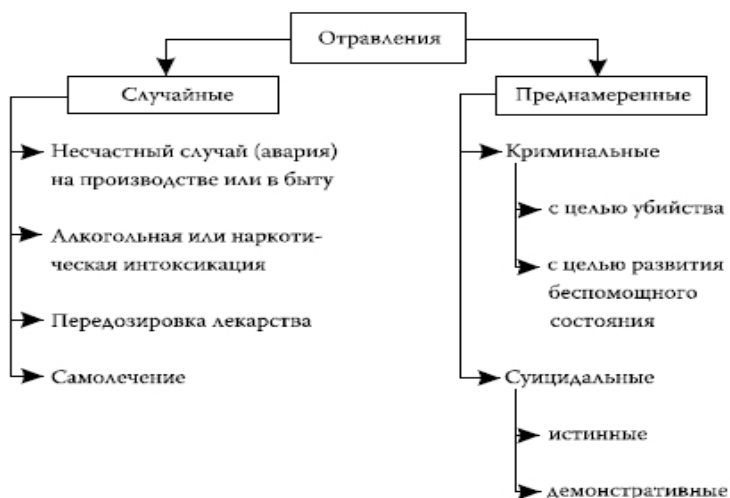 Отравления
Случайные
Несчастный случай (авария)
на производстве или в быту
Алкогольная или наркоти-
ческая интоксикация
Передозировка лекарства
Самолечение
Преднамеренные
Криминальные
с целью убийства
с целью развития
беспомощного
состояния
Суицидальные
истинные
демонстративные